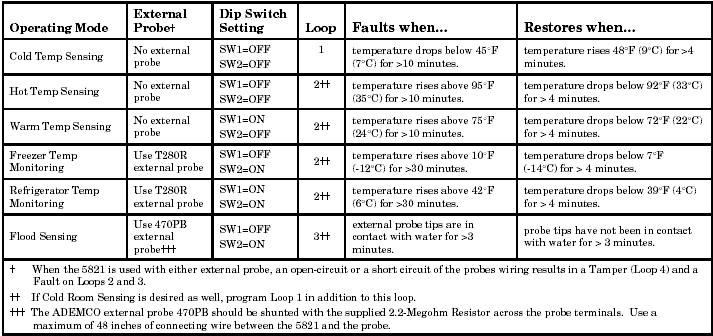 Operating Mode External Probe† Dip Switch Setting Loop Faults when... Restores when...
Cold Temp Sensing
No external probe
SW1=OFF
SW2=OFF
1
temperature drops below 45°F
(7°C) for >10 minutes.
temperature rises 48°F (9°C) for >4
minutes.
Hot Temp Sensing
No external probe
SW1=OFF
SW2=OFF
2††
temperature rises above 95°F
(35°C) for >10 minutes.
temperature drops below 92°F (33°C)
for > 4 minutes.
Warm Temp Sensing
No external probe
SW1=ON
SW2=OFF
2††
temperature rises above 75°F
(24°C) for >10 minutes.
temperature drops below 72°F (22°C)
for > 4 minutes.
Freezer Temp
Monitoring
Use T280R
external probe
SW1=OFF
SW2=ON
2††
temperature rises above 10°F
(-12°C) for >30 minutes.
temperature drops below 7°F
(-14°C) for > 4 minutes.
Refrigerator Temp
Monitoring
Use T280R
external probe
SW1=ON
SW2=ON
2††
temperature rises above 42°F
(6°C) for >30 minutes.
temperature drops below 39°F (4°C)
for > 4 minutes.
Flood Sensing
Use 470PB
external
probe†††
SW1=OFF
SW2=ON
3††
external probe tips are in
contact with water for >3
minutes.
probe tips have not been in contact
with water for > 3 minutes.
† When the 5821 is used with either external probe, an open-circuit or a short circuit of the probes wiring results in a Tamper (Loop 4) and a
Fault on Loops 2 and 3.
†† If Cold Room Sensing is desired as well, program Loop 1 in addition to this loop.
††† The ADEMCO external probe 470PB should be shunted with the supplied 2.2-Megohm Resistor across the probe terminals. Use a
maximum of 48 inches of connecting wire between the 5821 and the probe.